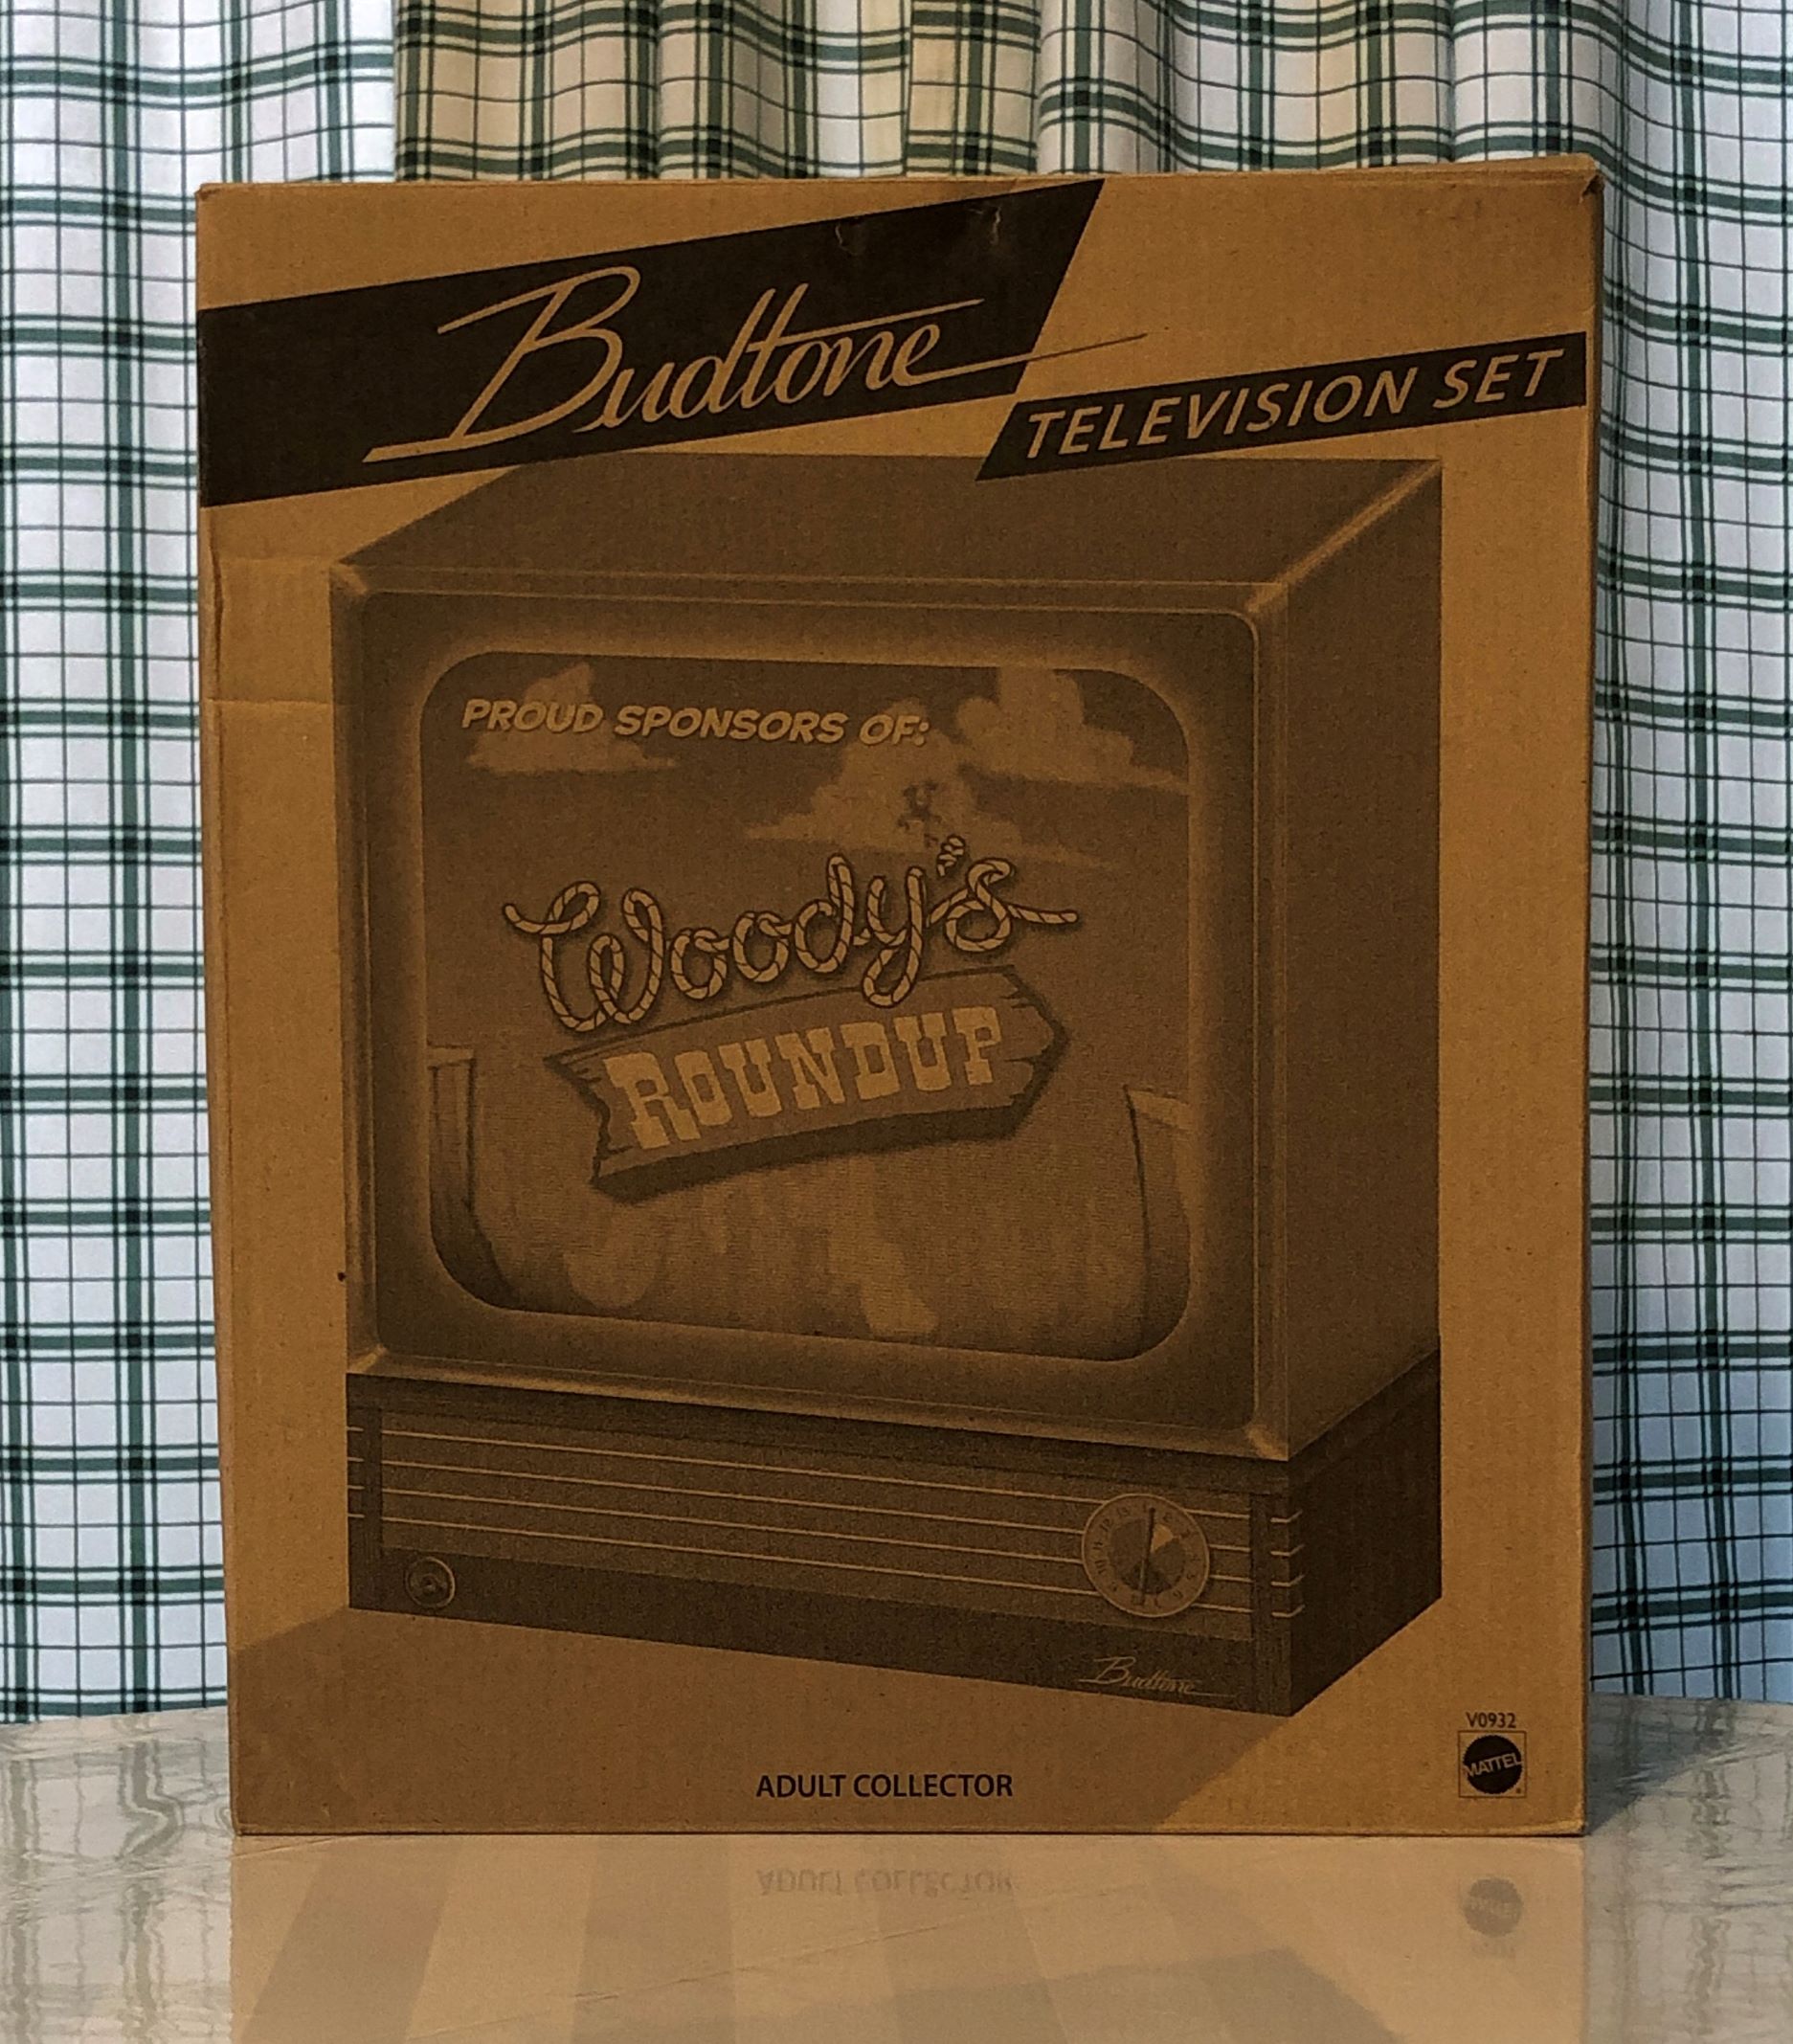 Budtone
TELEVISION SET
PROUD SPONSORS OF:
Woody's
ROUNDUP
Budtone
V0932
MATTEL
ADULT COLLECTOR